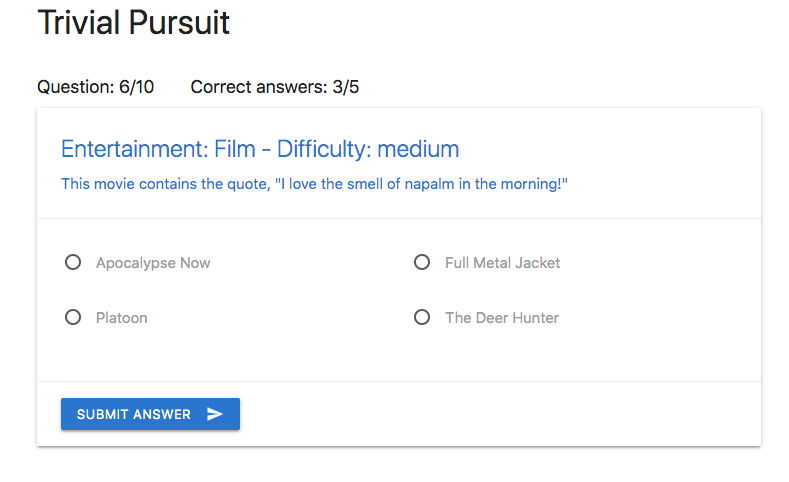 Trivial Pursuit
Question: 6/10 Correct answers: 3/5
Entertainment: Film - Difficulty: medium
This movie contains the quote, "I love the smell of napalm in the morning!"
Apocalypse Now Full Metal Jacket
Platoon The Deer Hunter
SUBMIT ANSWER